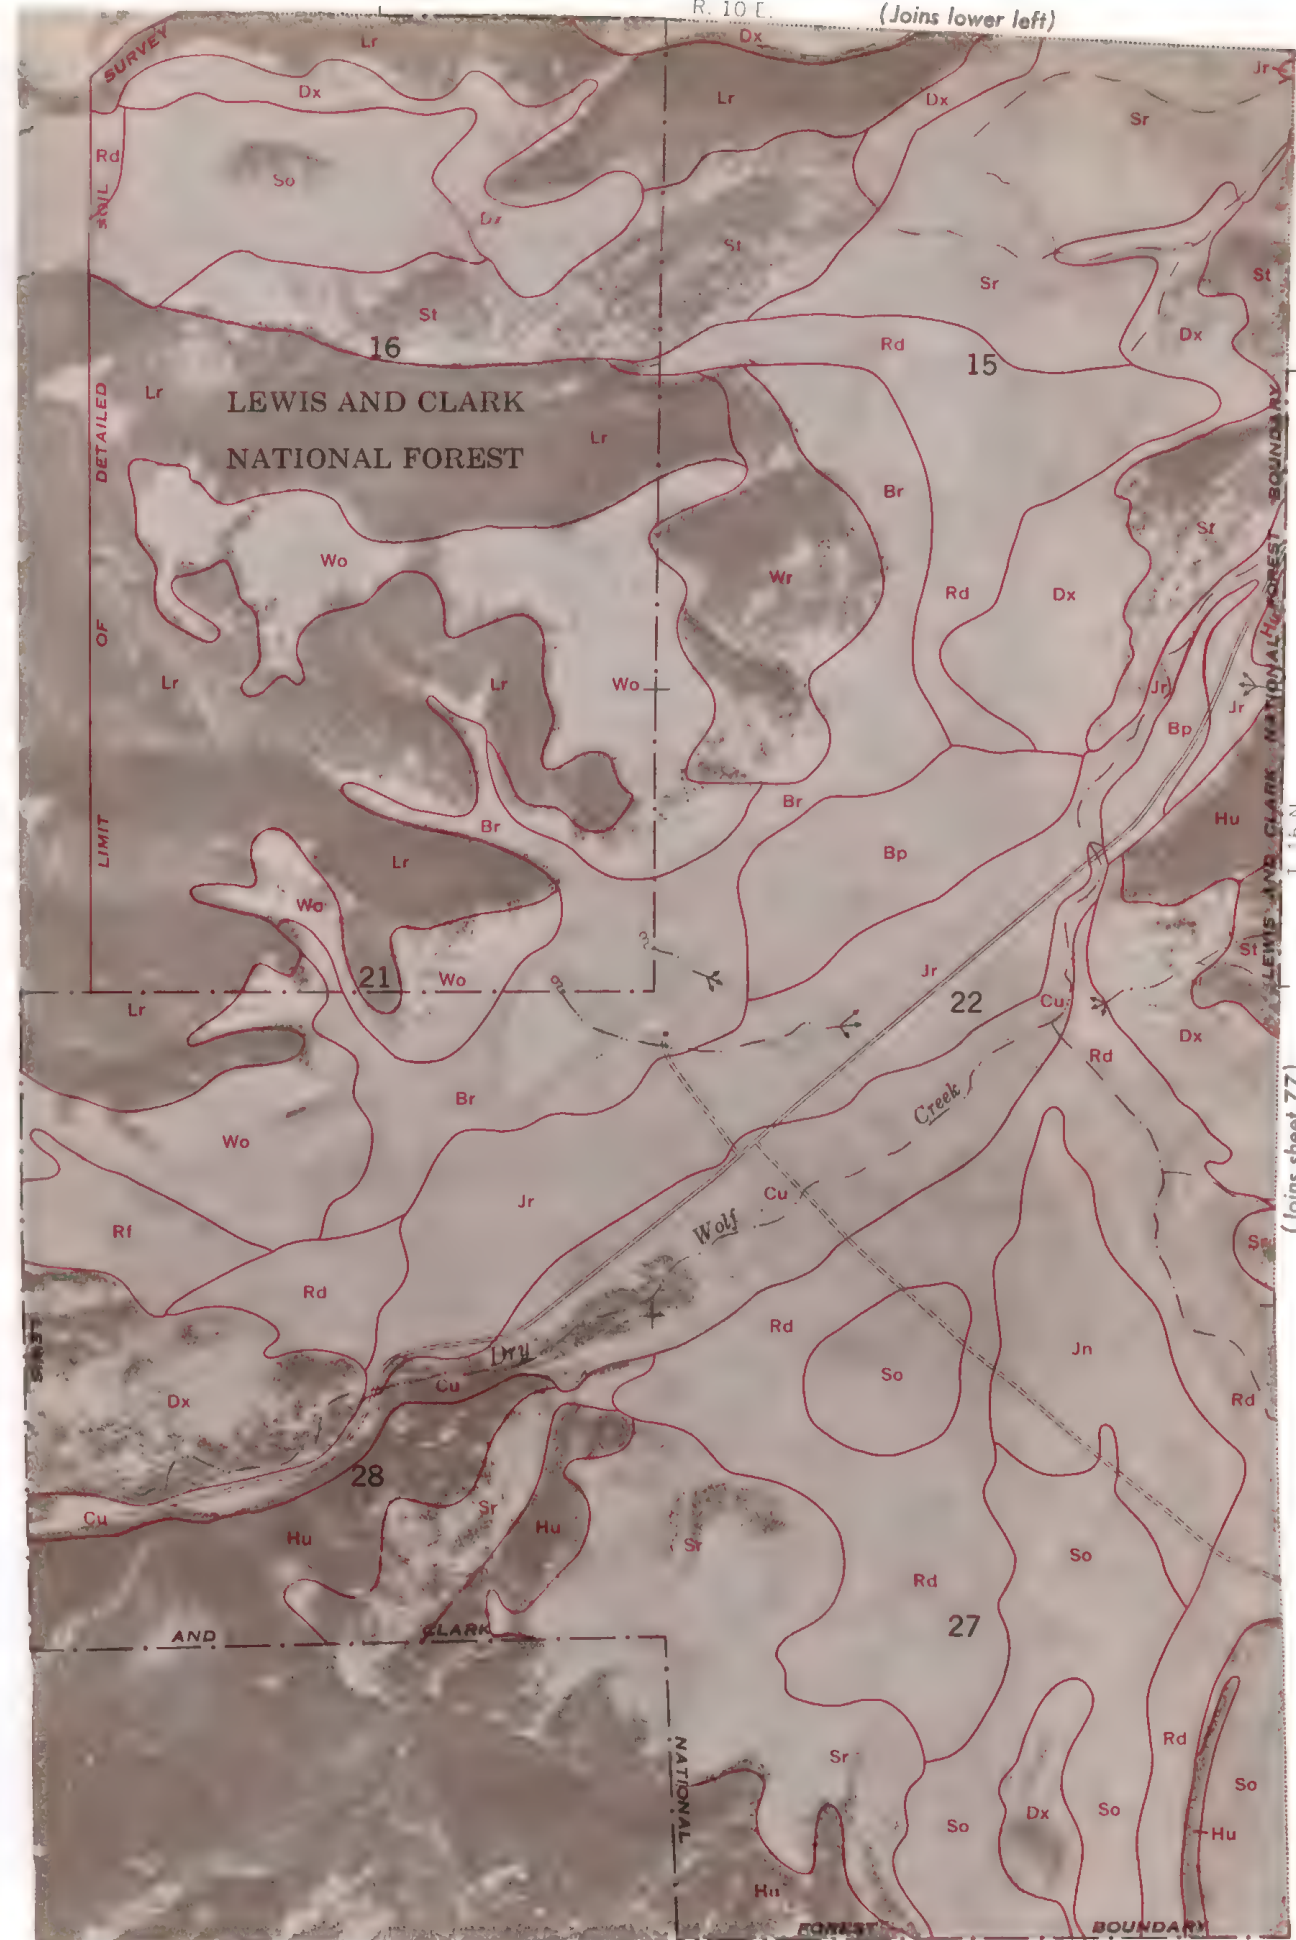 R. 10 E. (Joins lower left)
SURVEY
Lr
Dx
Jr
Dx
Lr
Dx
Sr
Rd
So
SOIL
Dx
St
Sr
St
St
16
Rd
15
Dx
Lr
LEWIS AND CLARK
NATIONAL FOREST
Lr
DETAILED
Br
St
Wo
Wr
Rd
Dx
OF
Hu
Lr
Lr
Wo
Jr
Jr
Bp
LEWIS AND CLARK NATIONAL FOREST BOUNDARY
Br
Br
Hu
LIMIT
Lr
Bp
Wo
St
21
Wo
Jr
22
Cu
Lr
Dx
Rd
Br
Creek
Wo
(Joins sheet 77)
Jr
Cu
Wolf
Rf
Rd
Rd
Dry
Jn
So
Cu
Dx
Rd
28
Sr
Cu
Hu
Hu
Sr
So
Rd
27
AND
CLARK
NATIONAL
Rd
Sr
So
Dx
So
So
Hu
Hu
FOREST
BOUNDARY